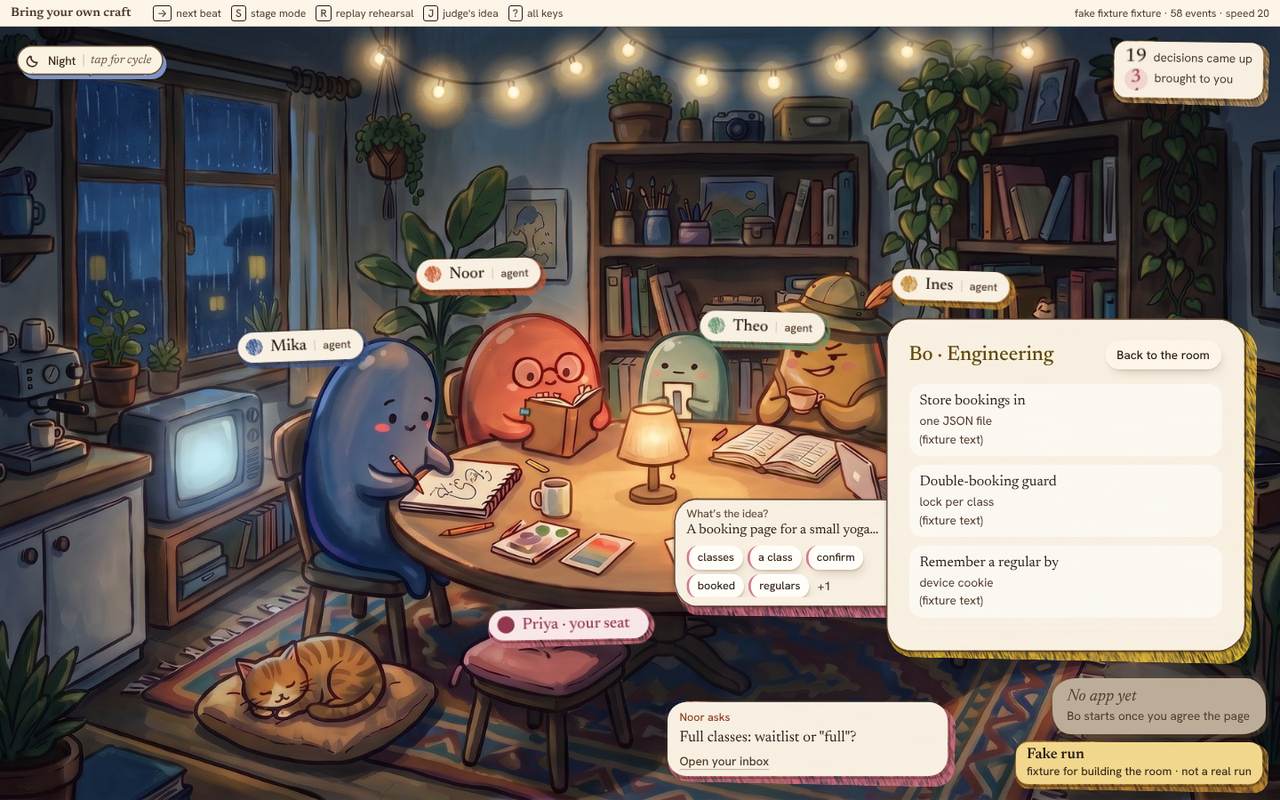 Bring your own craft
→ next beat
S stage mode
R replay rehearsal
J judge's idea
? all keys
fake fixture fixture · 58 events · speed 20
Night | tap for cycle
19 decisions came up
3 brought to you
Noor | agent
Ines | agent
Theo | agent
Mika | agent
Bo · Engineering
Back to the room
Store bookings in
one JSON file
(fixture text)
Double-booking guard
lock per class
(fixture text)
Remember a regular by
device cookie
(fixture text)
What's the idea?
A booking page for a small yoga...
classes
a class
confirm
booked
regulars
+1
Priya · your seat
No app yet
Bo starts once you agree the page
Noor asks
Full classes: waitlist or "full"?
Open your inbox
Fake run
fixture for building the room · not a real run